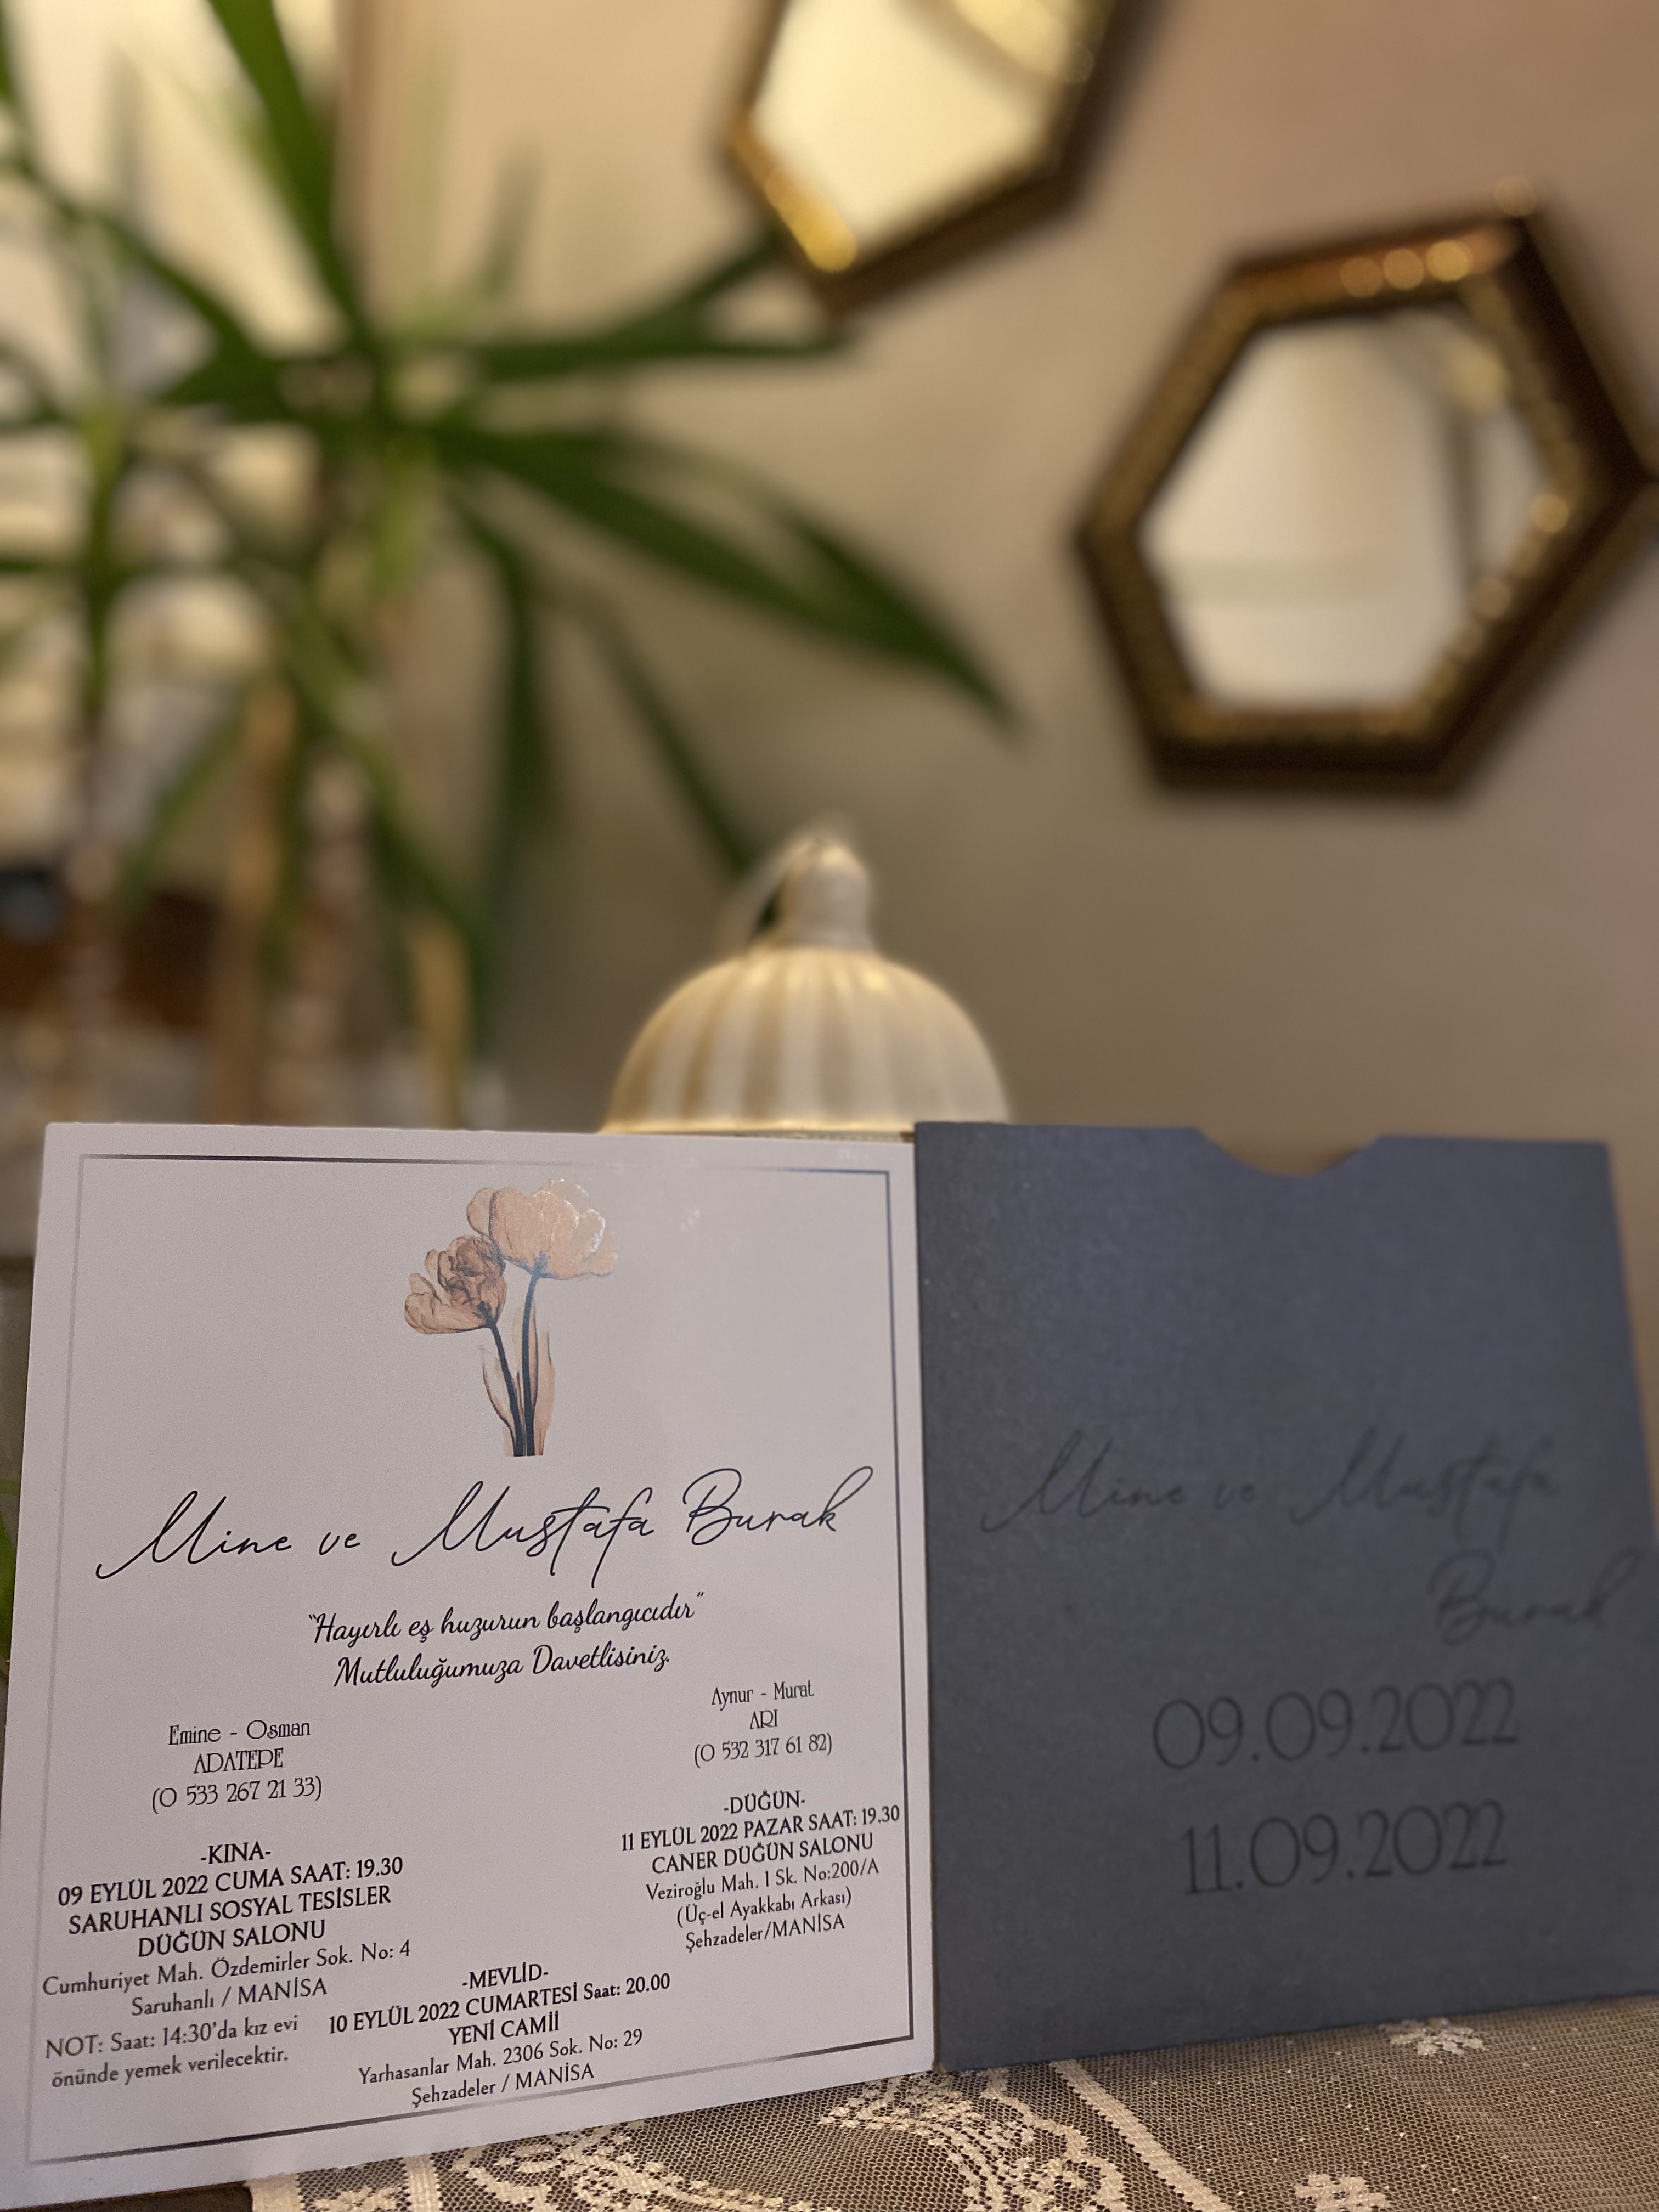 Mine ve Mustafa Burak
"Hayırlı eş huzurun başlangıcıdır"
Mutluluğumuza Davetlisiniz.
Emine - Osman
ADATEPE
(0 533 267 21 33)
Aynur - Murat
ARI
(0 532 317 61 82)
-KINA-
09 EYLÜL 2022 CUMA SAAT: 19.30
SARUHANLI SOSYAL TESİSLER
DÜĞÜN SALONU
Cumhuriyet Mah. Özdemirler Sok. No: 4
Saruhanlı / MANİSA
NOT: Saat: 14:30'da kız evi
önünde yemek verilecektir.
-DÜĞÜN-
11 EYLÜL 2022 PAZAR SAAT: 19.30
CANER DÜĞÜN SALONU
Veziroğlu Mah. 1 Sk. No:200/A
(Üç-el Ayakkabı Arkası)
Şehzadeler/MANİSA
-MEVLİD-
10 EYLÜL 2022 CUMARTESİ Saat: 20.00
YENİ CAMİİ
Yarhasanlar Mah. 2306 Sok. No: 29
Şehzadeler / MANİSA
Mine ve Mustafa
Burak
09.09.2022
11.09.2022